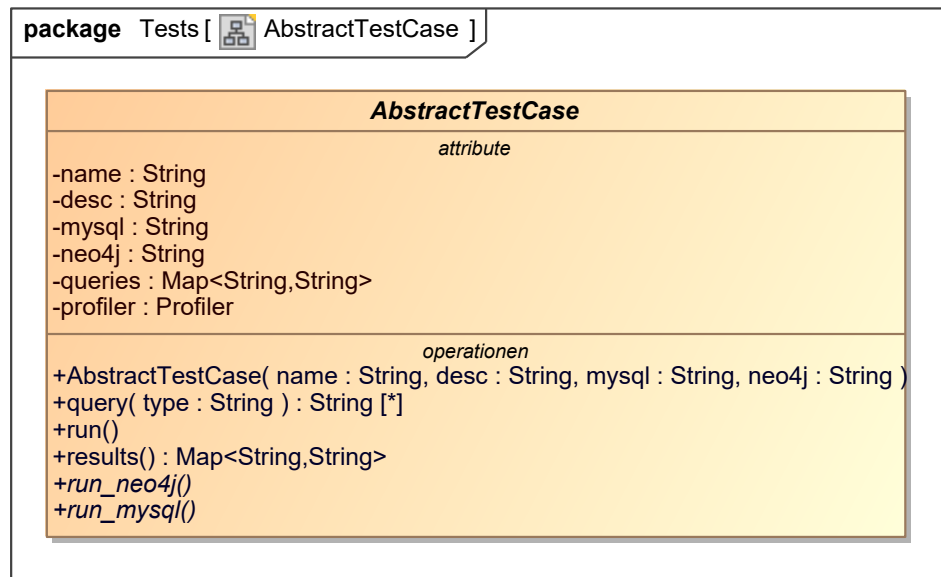 package Tests [ AbstractTestCase ]
AbstractTestCase
attribute
-name : String
-desc : String
-mysql : String
-neo4j : String
-queries : Map<String,String>
-profiler : Profiler
operationen
+AbstractTestCase( name : String, desc : String, mysql : String, neo4j : String )
+query( type : String ) : String [*]
+run()
+results() : Map<String,String>
+run_neo4j()
+run_mysql()